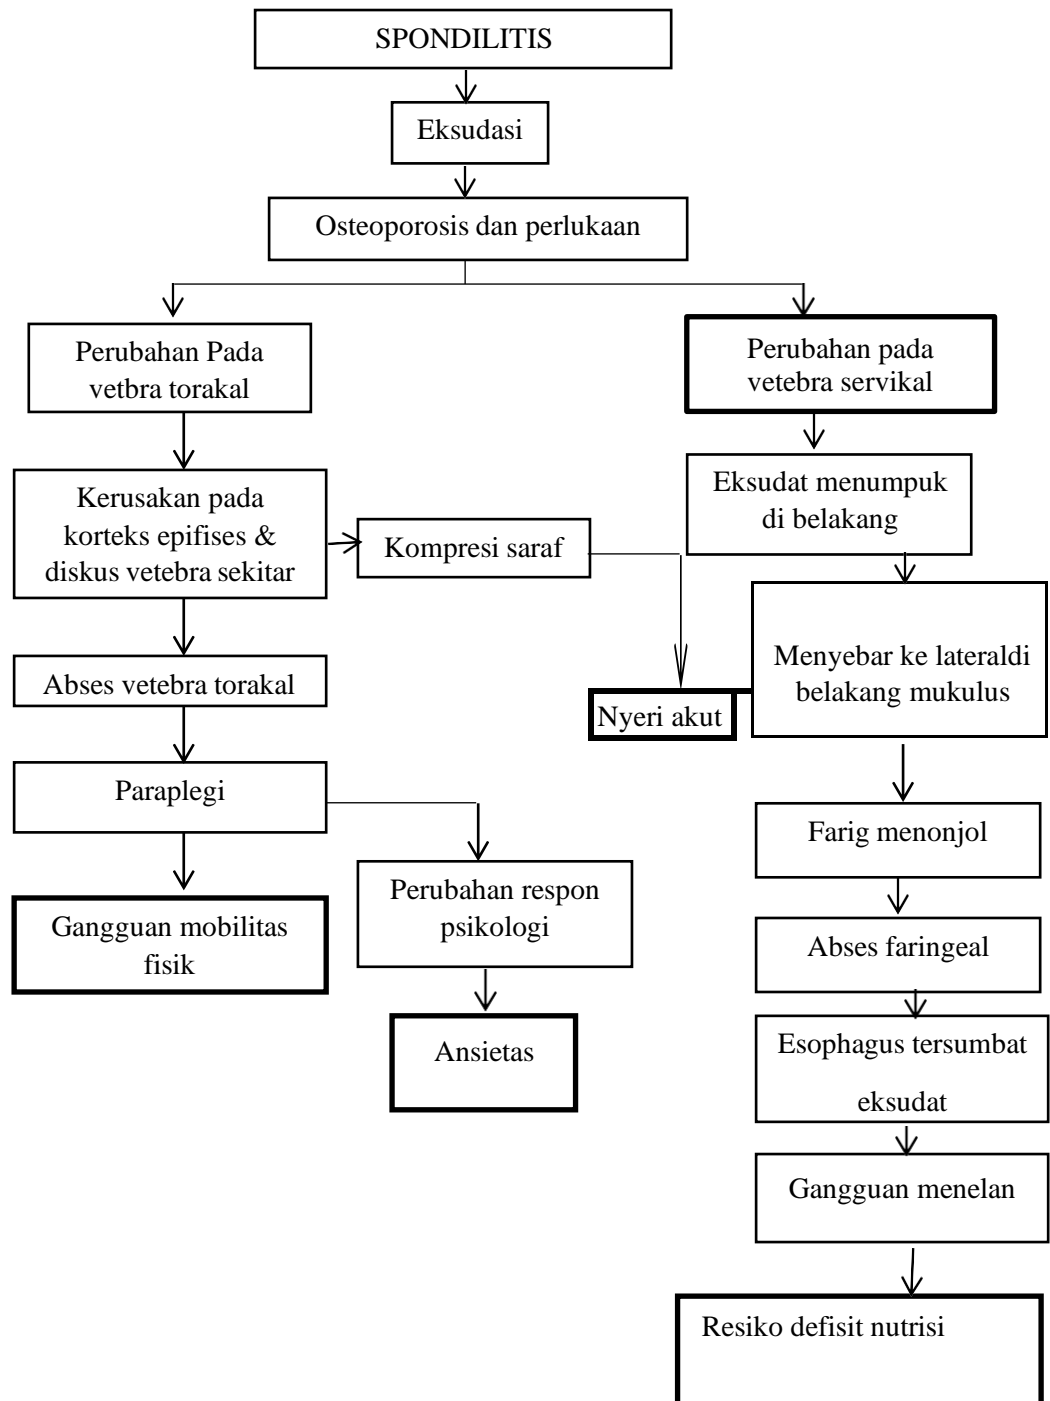 SPONDILITIS
Eksudasi
Osteoporosis dan perlukaan
Perubahan Pada
vetbra torakal
Perubahan pada
vetebra servikal
Kerusakan pada
korteks epifises &
diskus vetebra sekitar
Kompresi saraf
Eksudat menumpuk
di belakang
Abses vetebra torakal
Nyeri akut
Menyebar ke lateraldi
belakang mukulus
Paraplegi
Farig menonjol
Gangguan mobilitas
fisik
Perubahan respon
psikologi
Abses faringeal
Ansietas
Esophagus tersumbat
eksudat
Gangguan menelan
Resiko defisit nutrisi